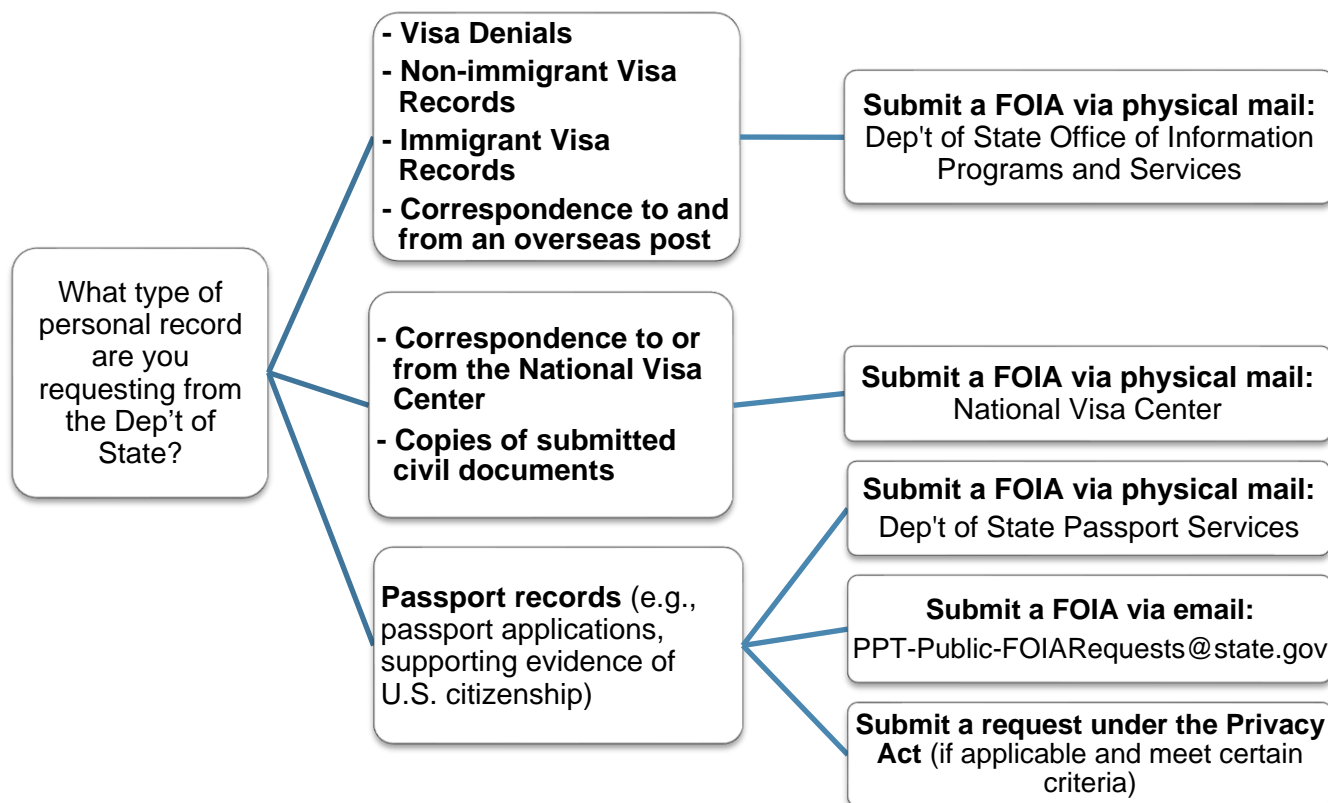 What type of
personal record
are you
requesting from
the Dep’t of
State?
- Visa Denials
- Non-immigrant Visa
Records
- Immigrant Visa
Records
- Correspondence to and
from an overseas post
Submit a FOIA via physical mail:
Dep't of State Office of Information
Programs and Services
- Correspondence to or
from the National Visa
Center
- Copies of submitted
civil documents
Submit a FOIA via physical mail:
National Visa Center
Passport records (e.g.,
passport applications,
supporting evidence of
U.S. citizenship)
Submit a FOIA via physical mail:
Dep't of State Passport Services
Submit a FOIA via email:
PPT-Public-FOIARequests@state.gov
Submit a request under the Privacy
Act (if applicable and meet certain
criteria)